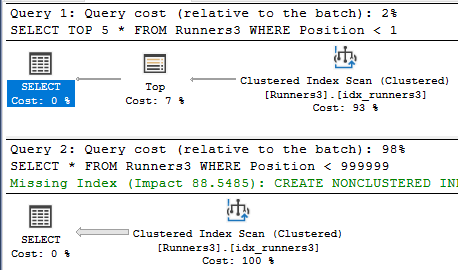 Query 1: Query cost (relative to the batch): 2%
SELECT TOP 5 * FROM Runners3 WHERE Position < 1
SELECT
Cost: 0 %
Top
Cost: 7 %
Clustered Index Scan (Clustered)
[Runners3].[idx_runners3]
Cost: 93 %
Query 2: Query cost (relative to the batch): 98%
SELECT * FROM Runners3 WHERE Position < 999999
Missing Index (Impact 88.5485): CREATE NONCLUSTERED
SELECT
Cost: 0 %
Clustered Index Scan (Clustered)
[Runners3].[idx_runners3]
Cost: 100 %